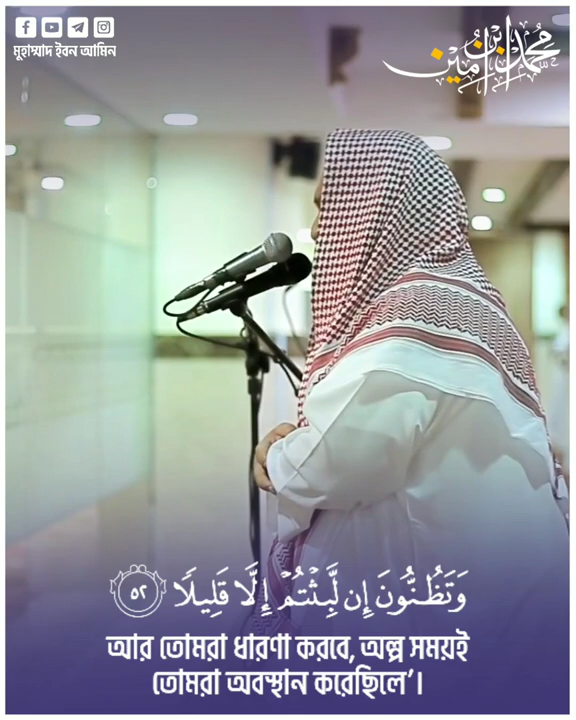 মুহাম্মাদ ইবন আমিন
محمد بن أمين
وَتَظُنُّونَ إِن لَّبِثْتُمْ إِلَّا قَلِيلًا ٥٢
আর তোমরা ধারণা করবে, অল্প সময়ই
তোমরা অবস্থান করেছিলে’।